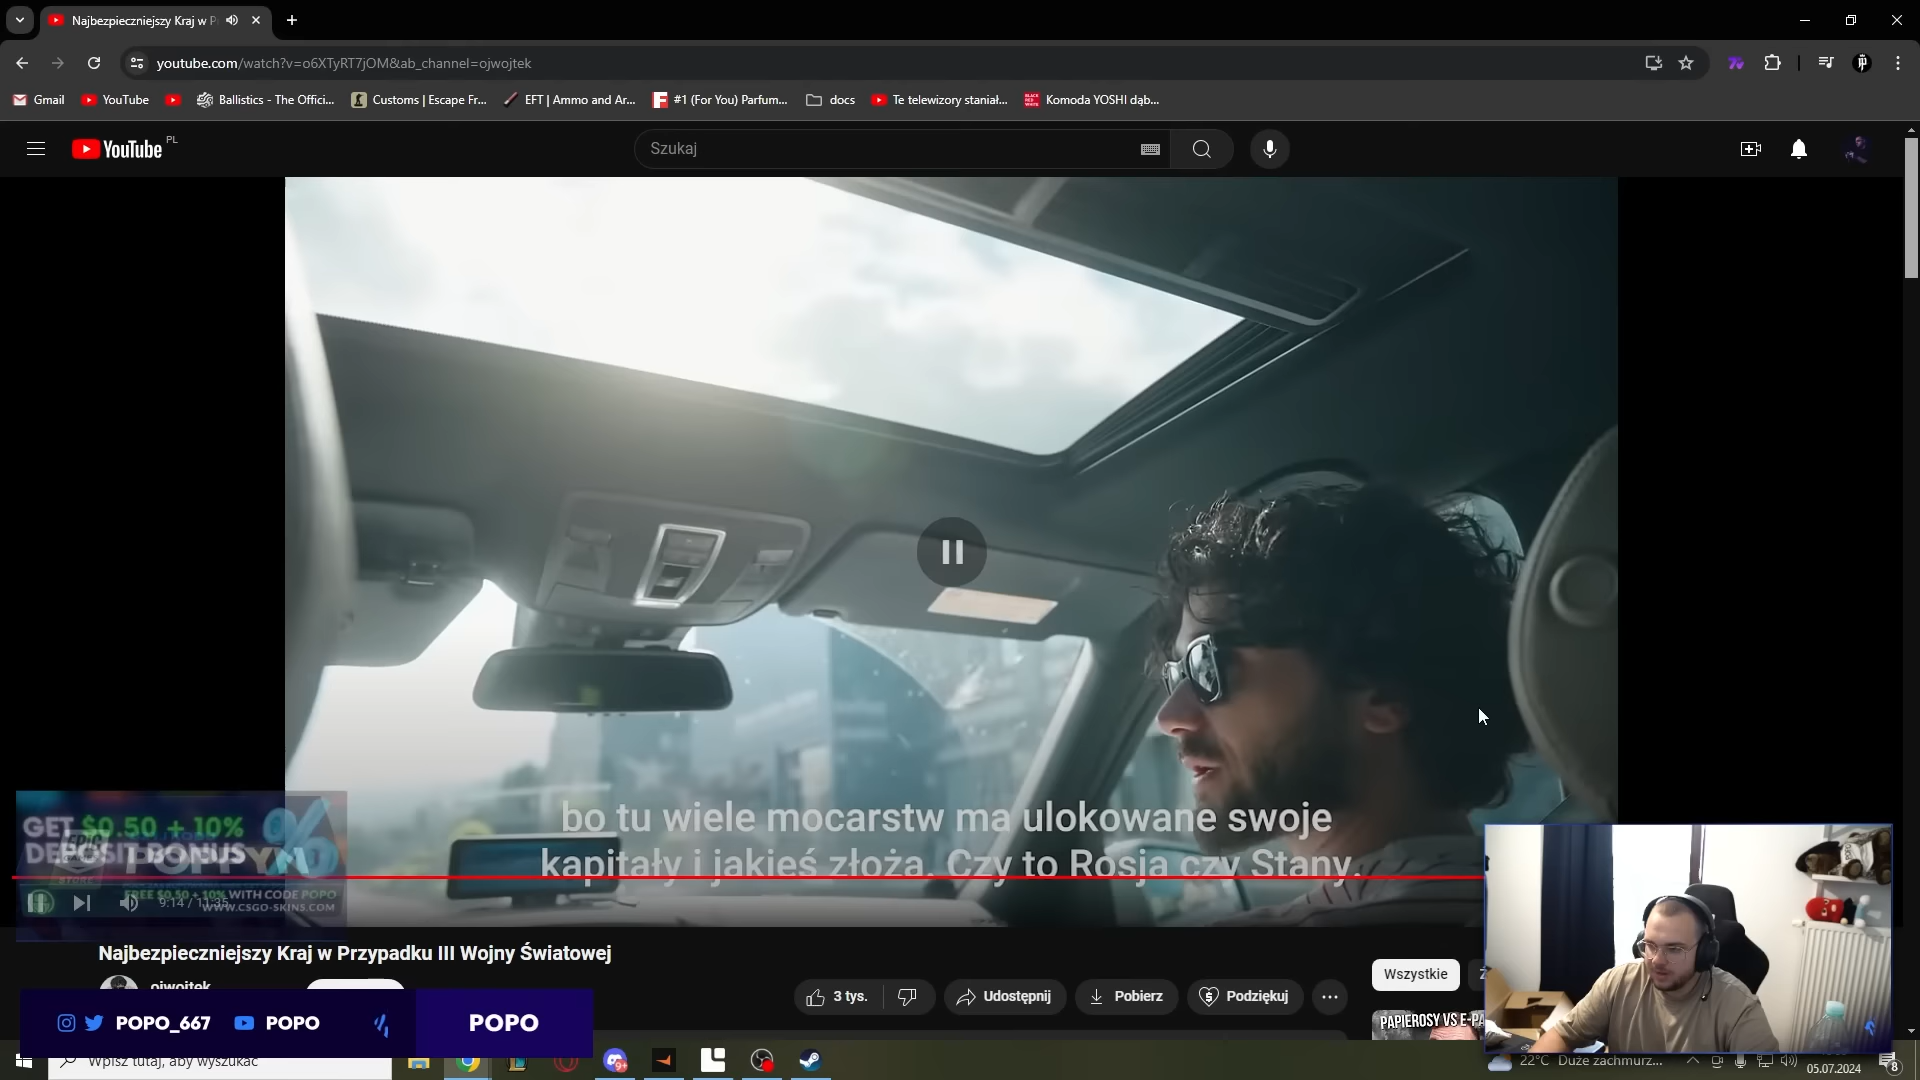 Najbezpieczniejszy Kraj w P
youtube.com/watch?v=o6XTyRT7jOM&ab_channel=ojwojtek
Gmail
YouTube
Ballistics - The Offici...
Customs | Escape Fr...
EFT | Ammo and Ar...
#1 (For You) Parfum...
docs
Te telewizory staniał...
Komoda YOSHI dąb...
YouTube PL
Szukaj
bo tu wiele mocarstw ma ulokowane swoje
kapitały i jakieś złoża. Czy to Rosja czy Stany.
GET $0.50 + 10%
DEPOSIT BONUS
FREE $0.50 + 10% WITH CODE POPO
WWW.CSGO-SKINS.COM
9:14 / 11:35
Najbezpieczniejszy Kraj w Przypadku III Wojny Światowej
ojwojtek
3 tys.
Udostępnij
Pobierz
Podziękuj
Wszystkie
PAPIEROSY VS E-PA
POPO_667
POPO
POPO
Wpisz tutaj, aby wyszukać
9+
22°C Duże zachmurz...
05.07.2024
8